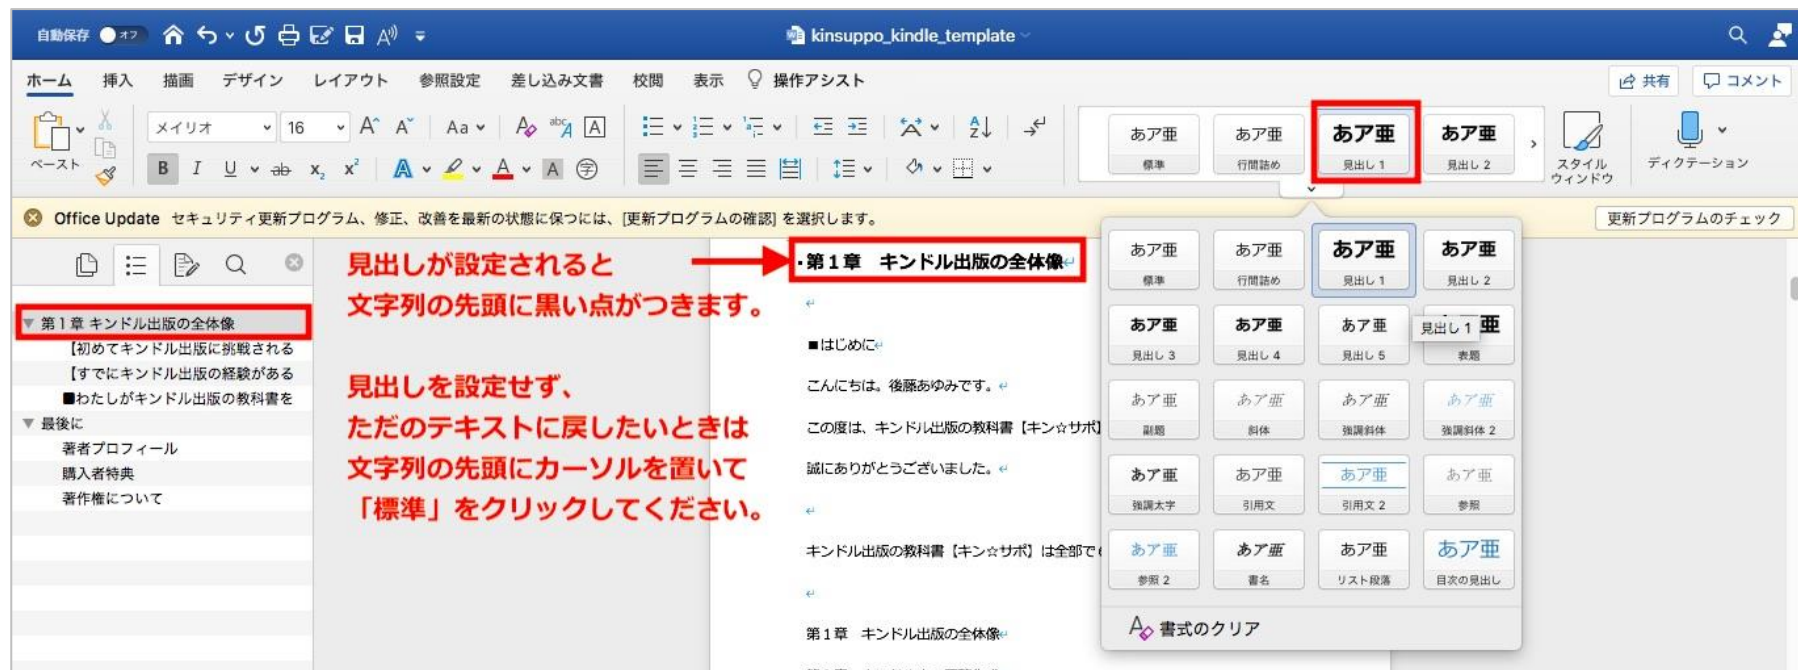 自動保存 オフ
kinsuppo_kindle_template
ホーム 挿入 描画 デザイン レイアウト 参照設定 差し込み文書 校閲 表示 操作アシスト
共有 コメント
ペースト
メイリオ 16
あア亜 標準
あア亜 行間詰め
あア亜 見出し 1
あア亜 見出し 2
スタイル
ウィンドウ
ディクテーション
Office Update セキュリティ更新プログラム、修正、改善を最新の状態に保つには、[更新プログラムの確認] を選択します。
更新プログラムのチェック
第1章 キンドル出版の全体像
【初めてキンドル出版に挑戦される
【すでにキンドル出版の経験がある
■わたしがキンドル出版の教科書を
最後に
著者プロフィール
購入者特典
著作権について
見出しが設定されると
文字列の先頭に黒い点がつきます。
見出しを設定せず、
ただのテキストに戻したいときは
文字列の先頭にカーソルを置いて
「標準」をクリックしてください。
第1章 キンドル出版の全体像
■はじめに
こんにちは。後藤あゆみです。
この度は、キンドル出版の教科書【キン☆サポ】
誠にありがとうございました。
キンドル出版の教科書【キン☆サポ】は全部で
第1章 キンドル出版の全体像
あア亜 標準
あア亜 行間詰め
あア亜 見出し 1
あア亜 見出し 2
あア亜 見出し 3
あア亜 見出し 4
あア亜 見出し 5
見出し 1
亜 表題
あア亜 副題
あア亜 斜体
あア亜 強調斜体
あア亜 強調斜体 2
あア亜 強調太字
あア亜 引用文
あア亜 引用文 2
あア亜 参照
あア亜 参照 2
あア亜 書名
あア亜 リスト段落
あア亜 目次の見出し
書式のクリア